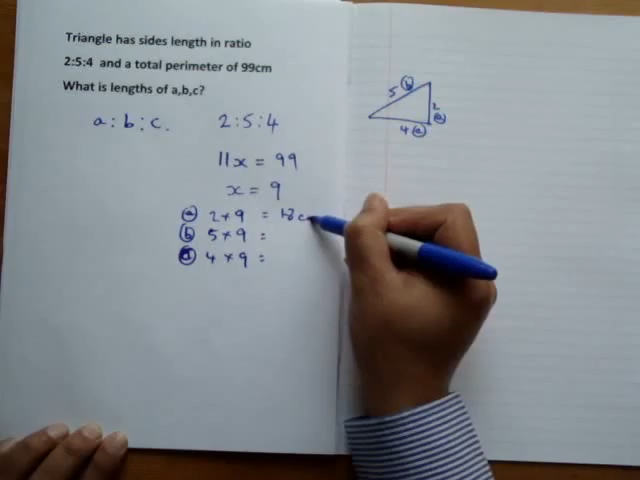 Triangle has sides length in ratio
2:5:4 and a total perimeter of 99cm
What is lengths of a,b,c?
a : b : c. 2 : 5 : 4
11x = 99
x = 9
a 2 × 9 = 18 c
b 5 × 9 =
4 × 9 =
5 b
2 a
4